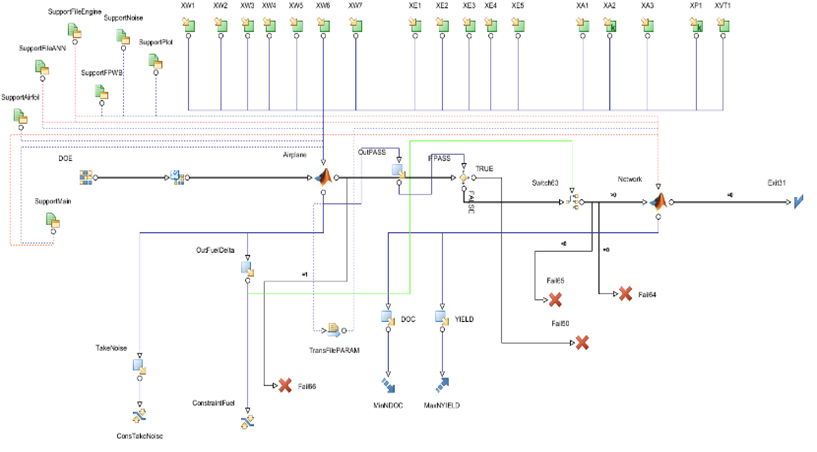 XW1 XW2 XW3 XW4 XW5 XW6 XW7 XE1 XE2 XE3 XE4 XE5 XA1 XA2 XA3 XP1 XVT1
SupportFileEngine
SupportNoise
SupportFileANN
SupportPlot
SupportFPWB
SupportAirfoil
DOE
Airplane
OutPASS
IFPASS
TRUE
FALSE
Switch63
Network
Exit31
SupportMain
OutFuelDelta
Fail65
Fail64
Fail50
DOC
YIELD
TransFilePARAM
TakeNoise
Fail66
ConstraintFuel
MinNDOC
MaxNYIELD
ConsTakeNoise